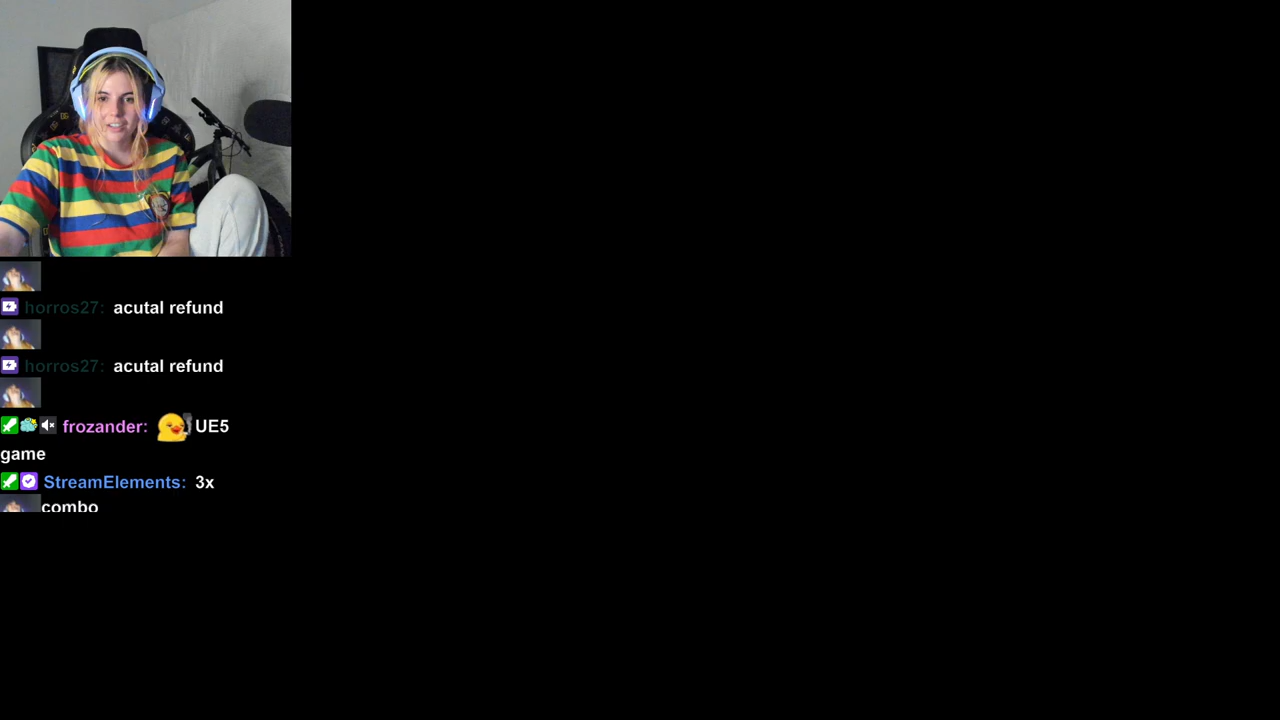 horros27: acutal refund
horros27: acutal refund
frozander: UE5
game
StreamElements: 3x
combo